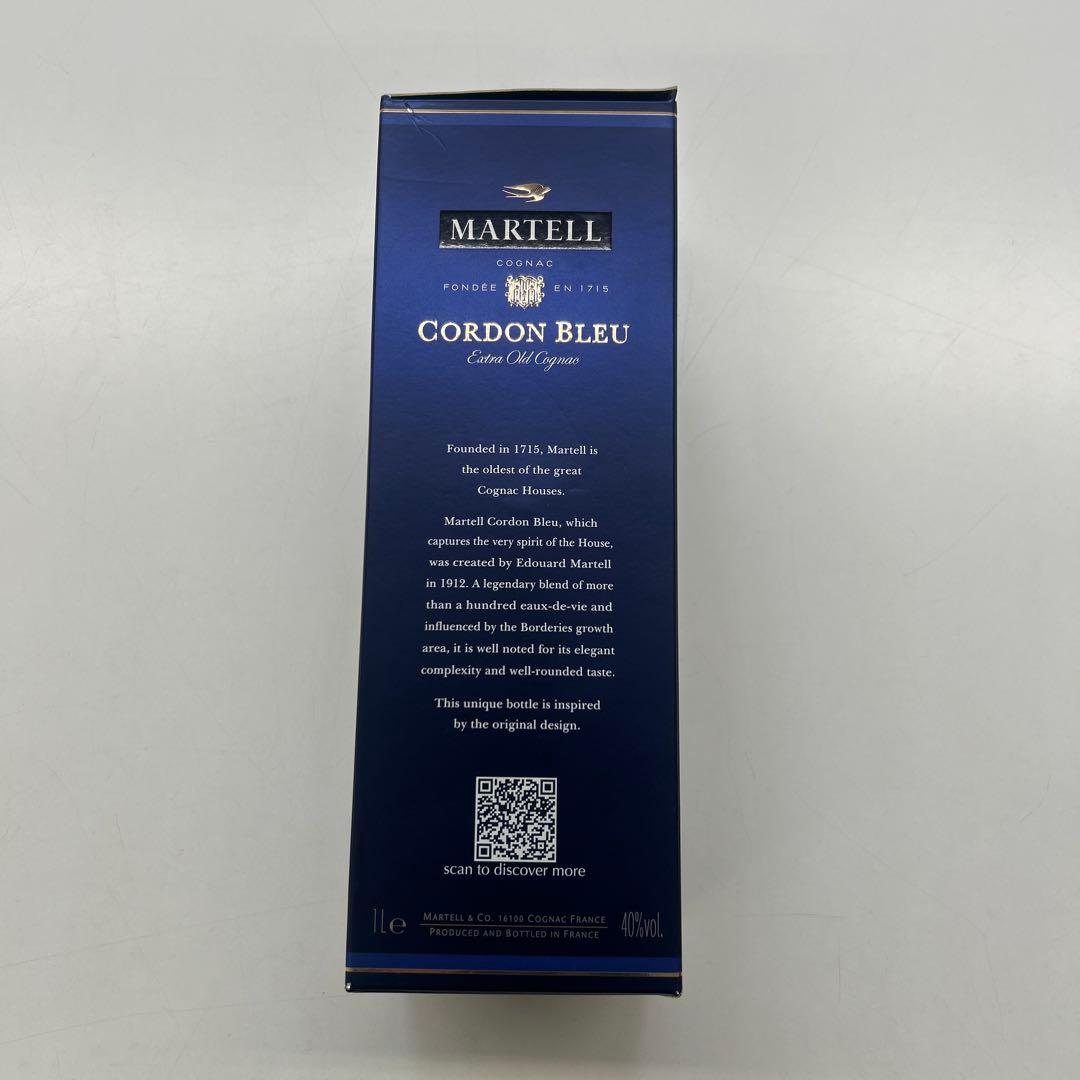 MARTELL
COGNAC
FONDÉE EN 1715
CORDON BLEU
Extra Old Cognac
Founded in 1715, Martell is
the oldest of the great
Cognac Houses.
Martell Cordon Bleu, which
captures the very spirit of the House,
was created by Edouard Martell
in 1912. A legendary blend of more
than a hundred eaux-de-vie and
influenced by the Borderies growth
area, it is well noted for its elegant
complexity and well-rounded taste.
This unique bottle is inspired
by the original design.
scan to discover more
1L℮ MARTELL & CO. 16100 COGNAC FRANCE 40%vol.
PRODUCED AND BOTTLED IN FRANCE